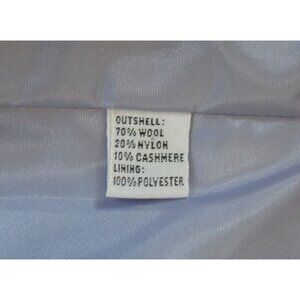 OUTSHELL:
70% WOOL
20% NYLON
10% CASHMERE
LINING:
100% POLYESTER